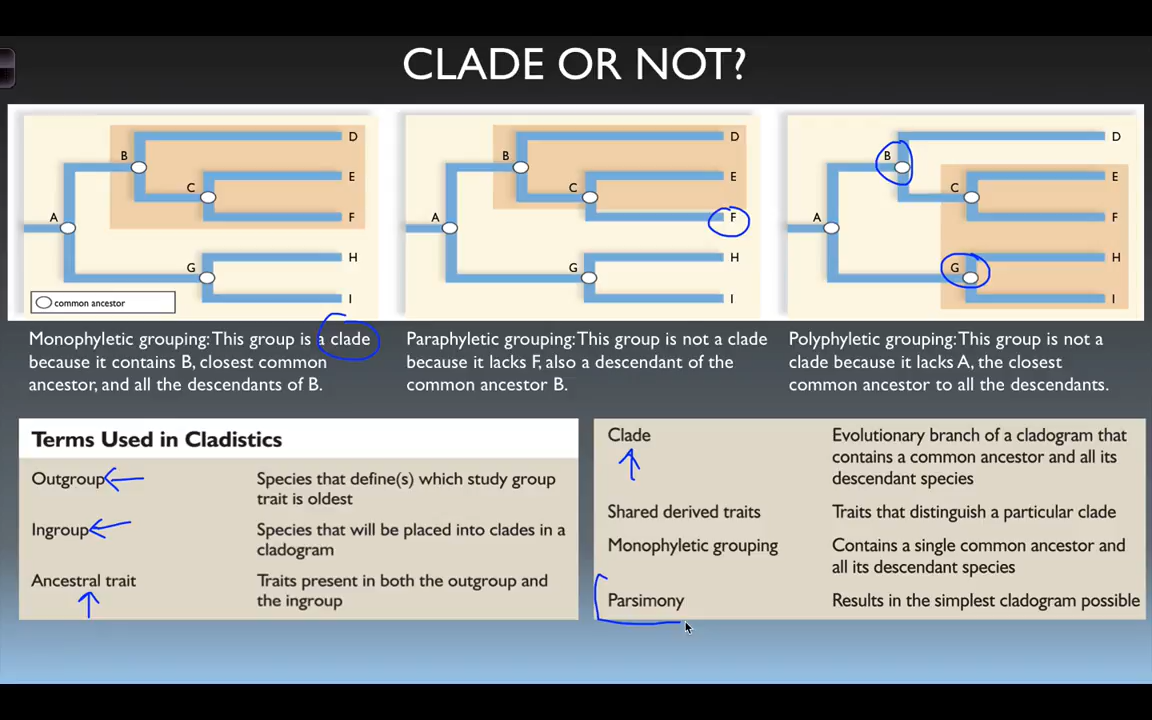 CLADE OR NOT?
D
B
E
C
F
A
H
G
I
common ancestor
D
B
E
C
F
A
H
G
I
D
B
E
C
F
A
H
G
I
Monophyletic grouping: This group is a clade
because it contains B, closest common
ancestor, and all the descendants of B.
Paraphyletic grouping: This group is not a clade
because it lacks F, also a descendant of the
common ancestor B.
Polyphyletic grouping: This group is not a
clade because it lacks A, the closest
common ancestor to all the descendants.
Terms Used in Cladistics
Outgroup
Species that define(s) which study group
trait is oldest
Ingroup
Species that will be placed into clades in a
cladogram
Ancestral trait
Traits present in both the outgroup and
the ingroup
Clade
Evolutionary branch of a cladogram that
contains a common ancestor and all its
descendant species
Shared derived traits
Traits that distinguish a particular clade
Monophyletic grouping
Contains a single common ancestor and
all its descendant species
Parsimony
Results in the simplest cladogram possible